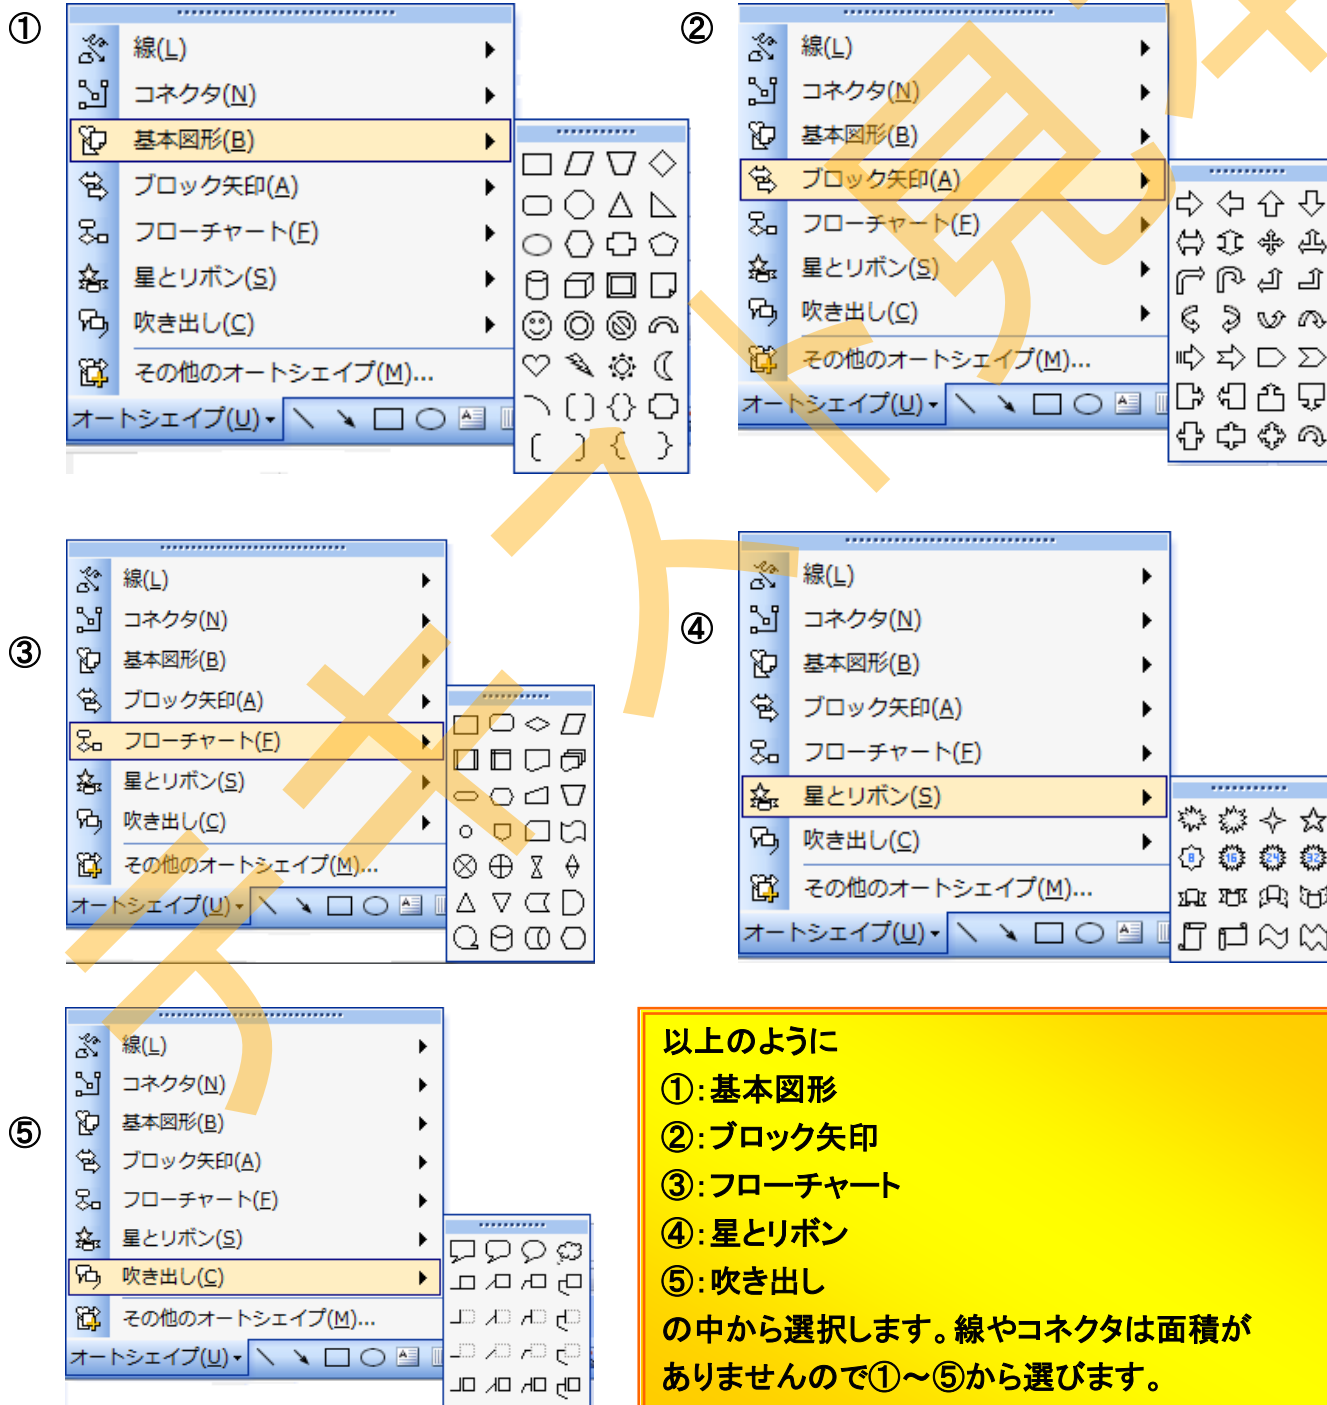 ①
線(L)
コネクタ(N)
基本図形(B)
ブロック矢印(A)
フローチャート(F)
星とリボン(S)
吹き出し(C)
その他のオートシェイプ(M)...
オートシェイプ(U)
②
線(L)
コネクタ(N)
基本図形(B)
ブロック矢印(A)
フローチャート(F)
星とリボン(S)
吹き出し(C)
その他のオートシェイプ(M)...
オートシェイプ(U)
③
線(L)
コネクタ(N)
基本図形(B)
ブロック矢印(A)
フローチャート(F)
星とリボン(S)
吹き出し(C)
その他のオートシェイプ(M)...
オートシェイプ(U)
④
線(L)
コネクタ(N)
基本図形(B)
ブロック矢印(A)
フローチャート(F)
星とリボン(S)
8 16 24 32
吹き出し(C)
その他のオートシェイプ(M)...
オートシェイプ(U)
⑤
線(L)
コネクタ(N)
基本図形(B)
ブロック矢印(A)
フローチャート(F)
星とリボン(S)
吹き出し(C)
その他のオートシェイプ(M)...
オートシェイプ(U)
以上のように
①:基本図形
②:ブロック矢印
③:フローチャート
④:星とリボン
⑤:吹き出し
の中から選択します。線やコネクタは面積が
ありませんので①～⑤から選びます。
テキスト見